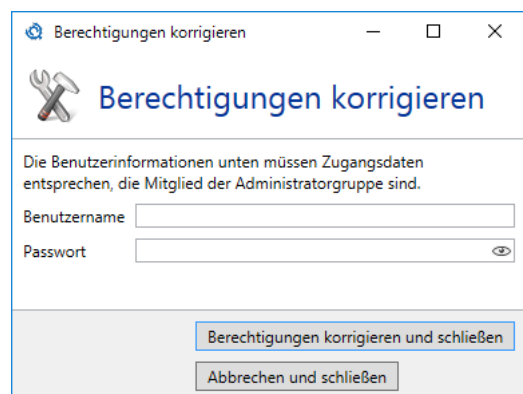 Berechtigungen korrigieren
Berechtigungen korrigieren
Die Benutzerinformationen unten müssen Zugangsdaten
entsprechen, die Mitglied der Administratorgruppe sind.
Benutzername
Passwort
Berechtigungen korrigieren und schließen
Abbrechen und schließen